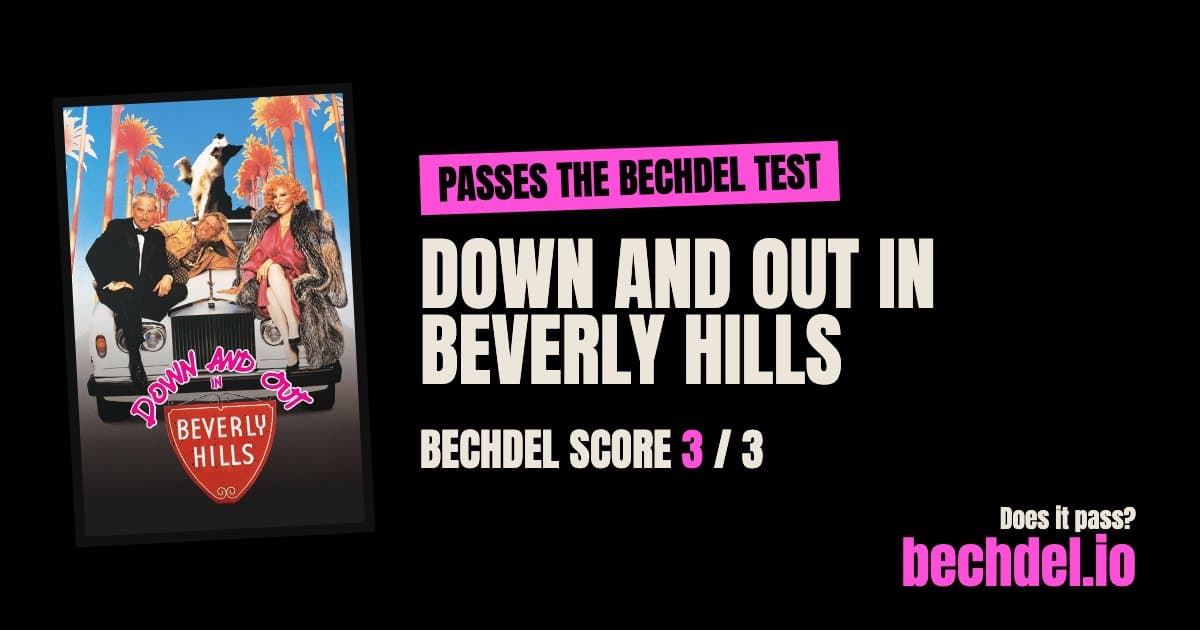 DOWN AND OUT
IN
BEVERLY
HILLS
PASSES THE BECHDEL TEST
DOWN AND OUT IN
BEVERLY HILLS
BECHDEL SCORE 3 / 3
Does it pass?
bechdel.io